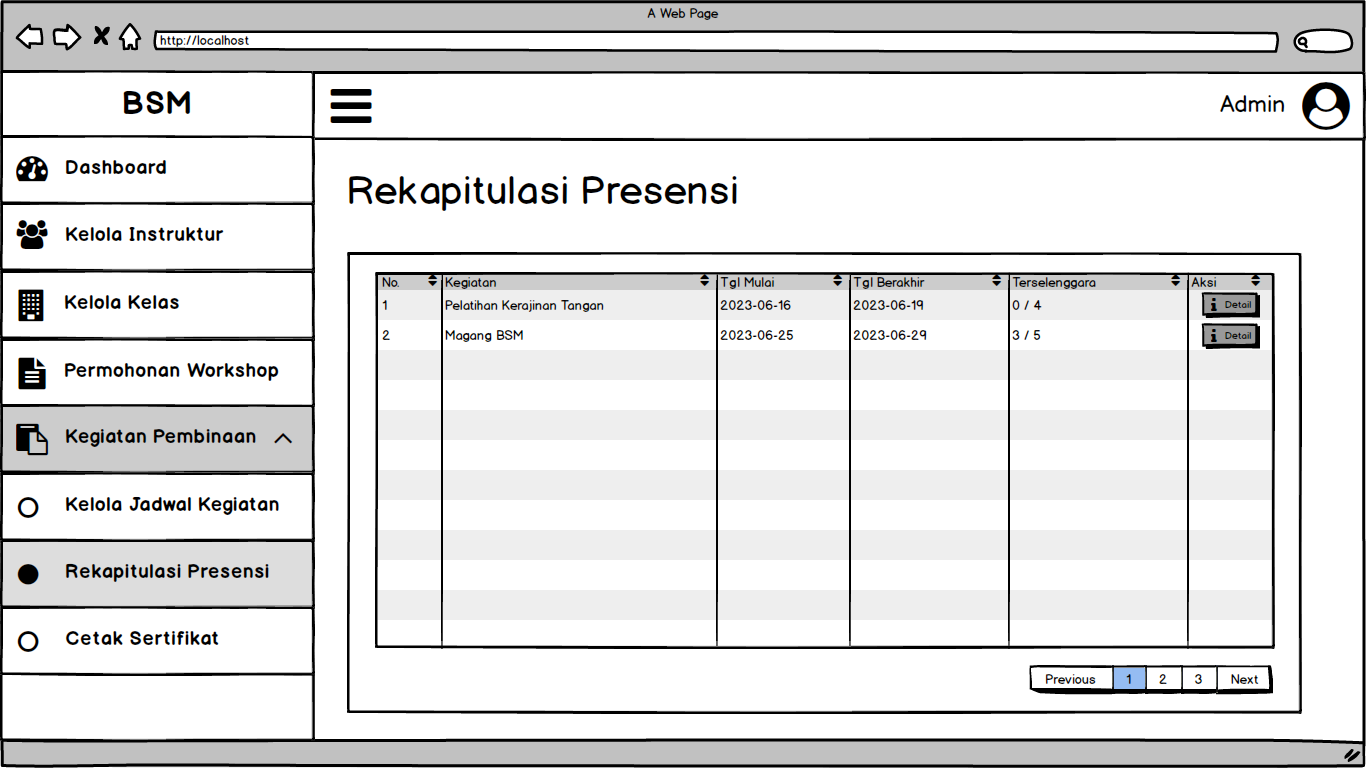 A Web Page
http://localhost
BSM
Admin
Dashboard
Kelola Instruktur
Kelola Kelas
Permohonan Workshop
Kegiatan Pembinaan
Kelola Jadwal Kegiatan
Rekapitulasi Presensi
Cetak Sertifikat
Rekapitulasi Presensi
No. Kegiatan Tgl Mulai Tgl Berakhir Terselenggara Aksi
1 Pelatihan Kerajinan Tangan 2023-06-16 2023-06-19 0 / 4 Detail
2 Magang BSM 2023-06-25 2023-06-29 3 / 5 Detail
Previous 1 2 3 Next